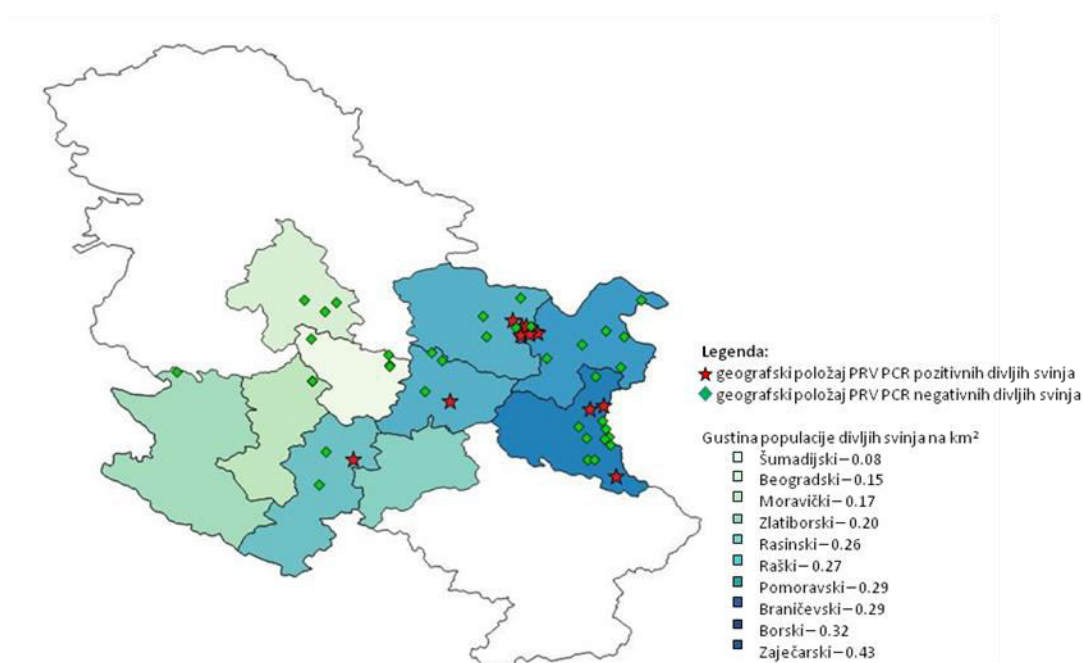 Legenda:
geografski položaj PRV PCR pozitivnih divljih svinja
geografski položaj PRV PCR negativnih divljih svinja
Gustina populacije divljih svinja na km²
Šumadijski—0.08
Beogradski—0.15
Moravički—0.17
Zlatiborski—0.20
Rasinski—0.26
Raški—0.27
Pomoravski—0.29
Braničevski—0.29
Borski—0.32
Zaječarski—0.43